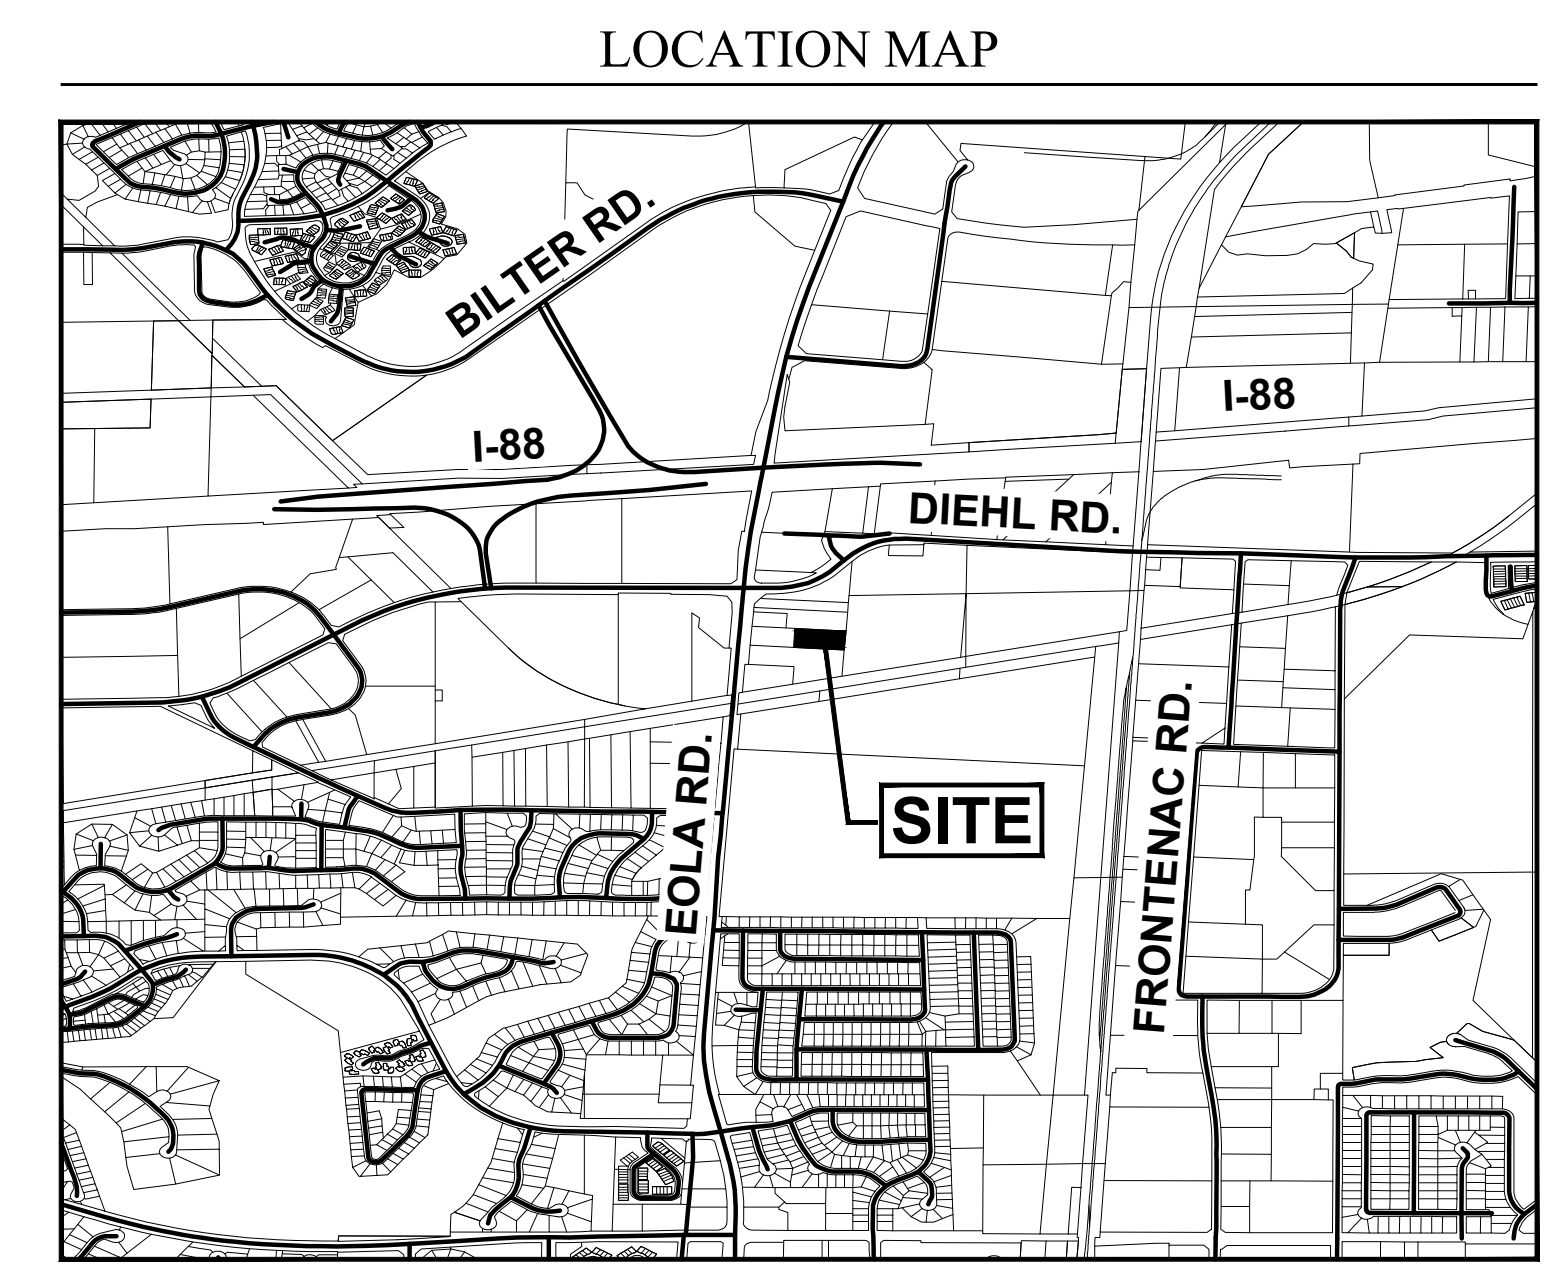 LOCATION MAP
BILTER RD.
I-88
I-88
DIEHL RD.
EOLA RD.
FRONTENAC RD.
SITE